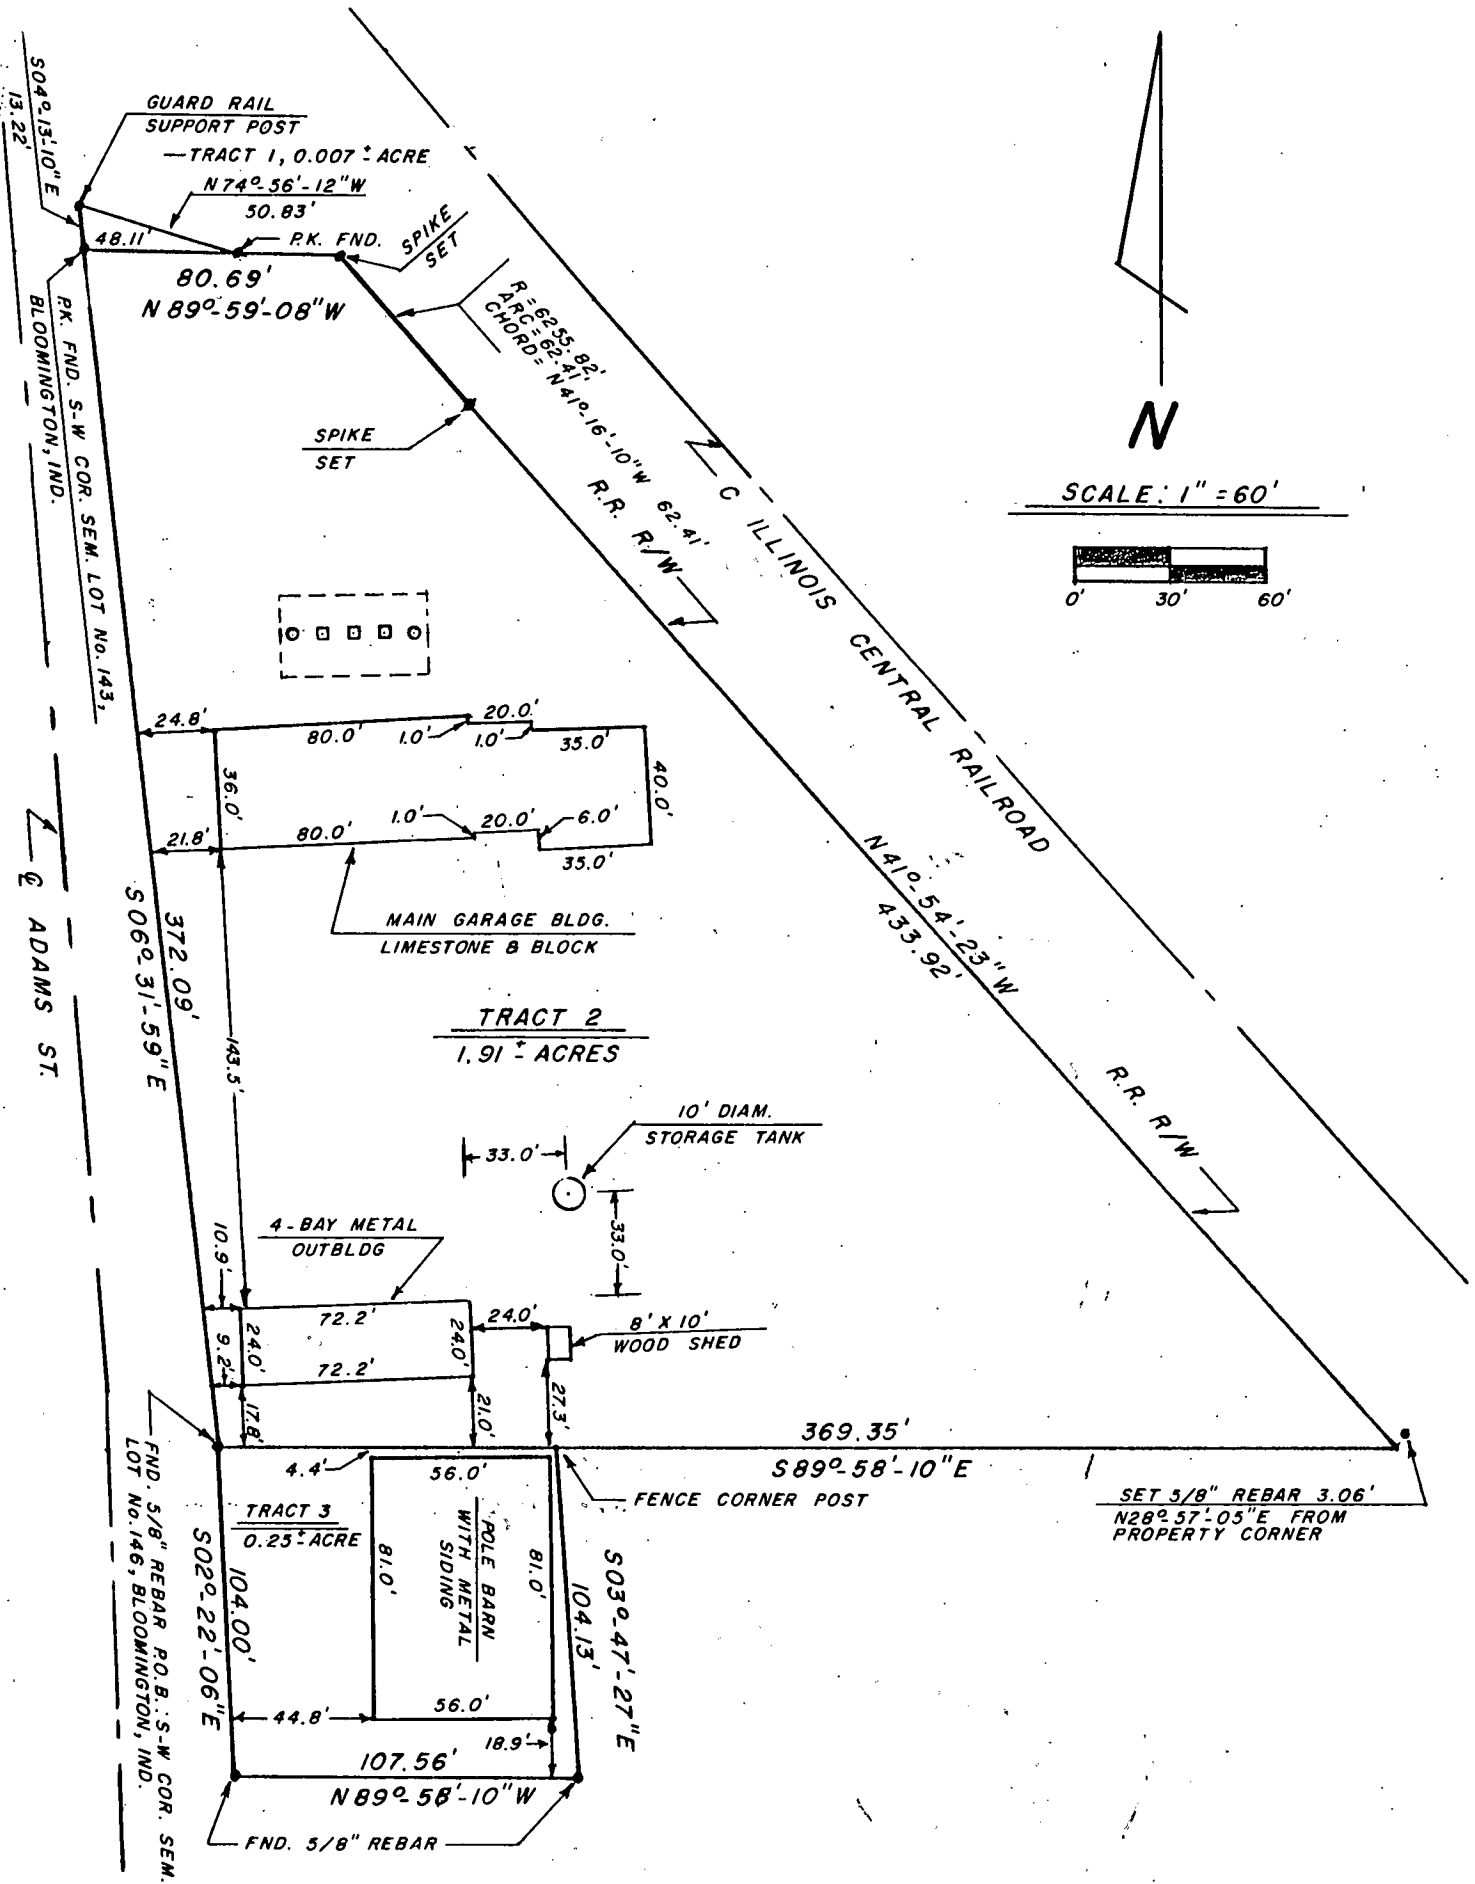 S04°-13'-10"E
13.22'
GUARD RAIL
SUPPORT POST
TRACT 1, 0.007 ± ACRE
N74°-56'-12"W
50.83'
48.11'
P.K. FND.
SPIKE
SET
80.69'
N89°-59'-08"W
R=6255.82'
ARC=62.41'
CHORD= N41°-16'-10"W 62.41'
P.K. FND. S-W COR. SEM. LOT No. 143,
BLOOMINGTON, IND.
SPIKE
SET
R.R. R/W
C ILLINOIS CENTRAL RAILROAD
N
SCALE: 1" = 60'
0' 30' 60'
24.8'
80.0'
1.0'
20.0'
1.0'
35.0'
36.0'
40.0'
21.8'
80.0'
1.0'
20.0'
6.0'
35.0'
MAIN GARAGE BLDG.
LIMESTONE & BLOCK
N41°-54'-23"W
433.92'
372.09'
S06°-31'-59"E
℄ ADAMS ST.
TRACT 2
1.91 ± ACRES
143.5'
10' DIAM.
STORAGE TANK
33.0'
33.0'
R.R. R/W
4-BAY METAL
OUTBLDG
10.9'
72.2'
24.0'
24.0'
24.0'
8' X 10'
WOOD SHED
9.2'
72.2'
17.8'
21.0'
27.3'
369.35'
S89°-58'-10"E
4.4'
56.0'
FENCE CORNER POST
SET 5/8" REBAR 3.06'
N28°-57'-05"E FROM
PROPERTY CORNER
TRACT 3
0.25± ACRE
81.0'
POLE BARN
WITH METAL
SIDING
81.0'
104.00'
S02°-22'-06"E
104.13'
S03°-47'-27"E
FND. 5/8" REBAR P.O.B.: S-W COR. SEM.
LOT No. 146, BLOOMINGTON, IND.
44.8'
56.0'
18.9'
107.56'
N89°-58'-10"W
FND. 5/8" REBAR